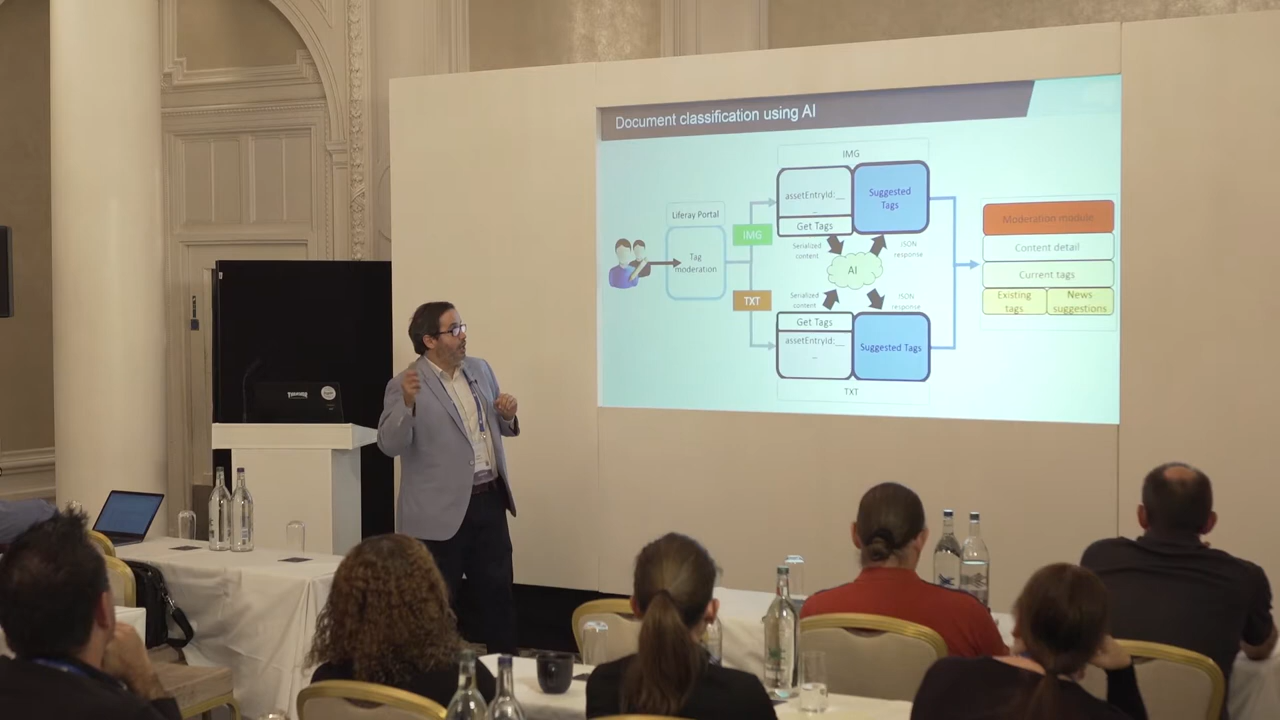 Document classification using AI
IMG
assetEntryId:__
_
Get Tags
Suggested
Tags
Liferay Portal
Tag
moderation
IMG
TXT
Serialized
content
JSON
response
AI
Serialized
content
JSON
response
Get Tags
assetEntryId:__
_
Suggested Tags
TXT
Moderation module
Content detail
Current tags
Existing
tags
News
suggestions